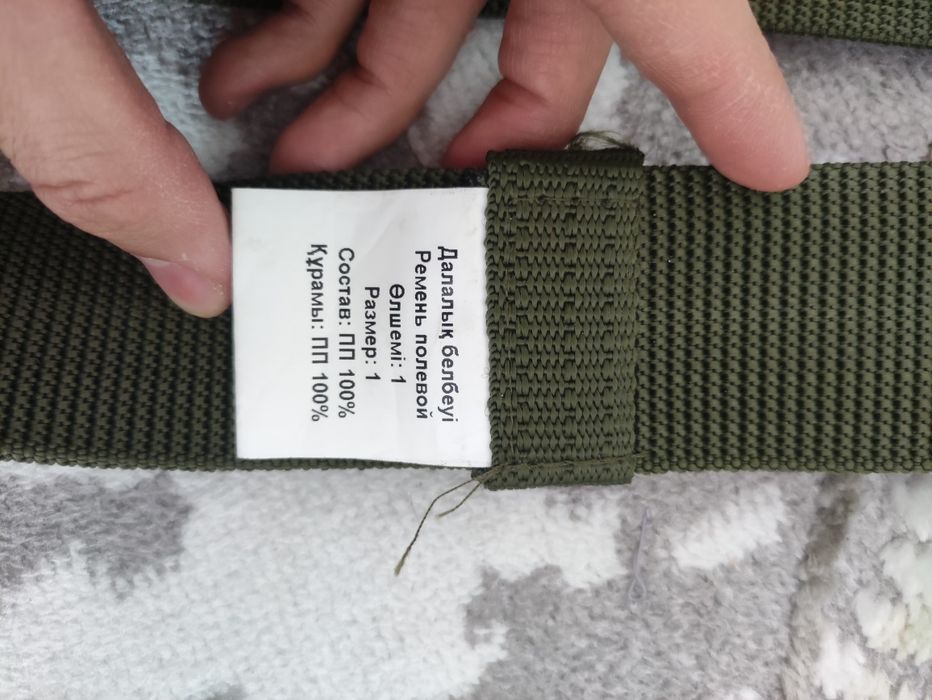 Далалық белбеуі
Ремень полевой
Өлшемі: 1
Размер: 1
Состав: ПП 100%
Құрамы: ПП 100%